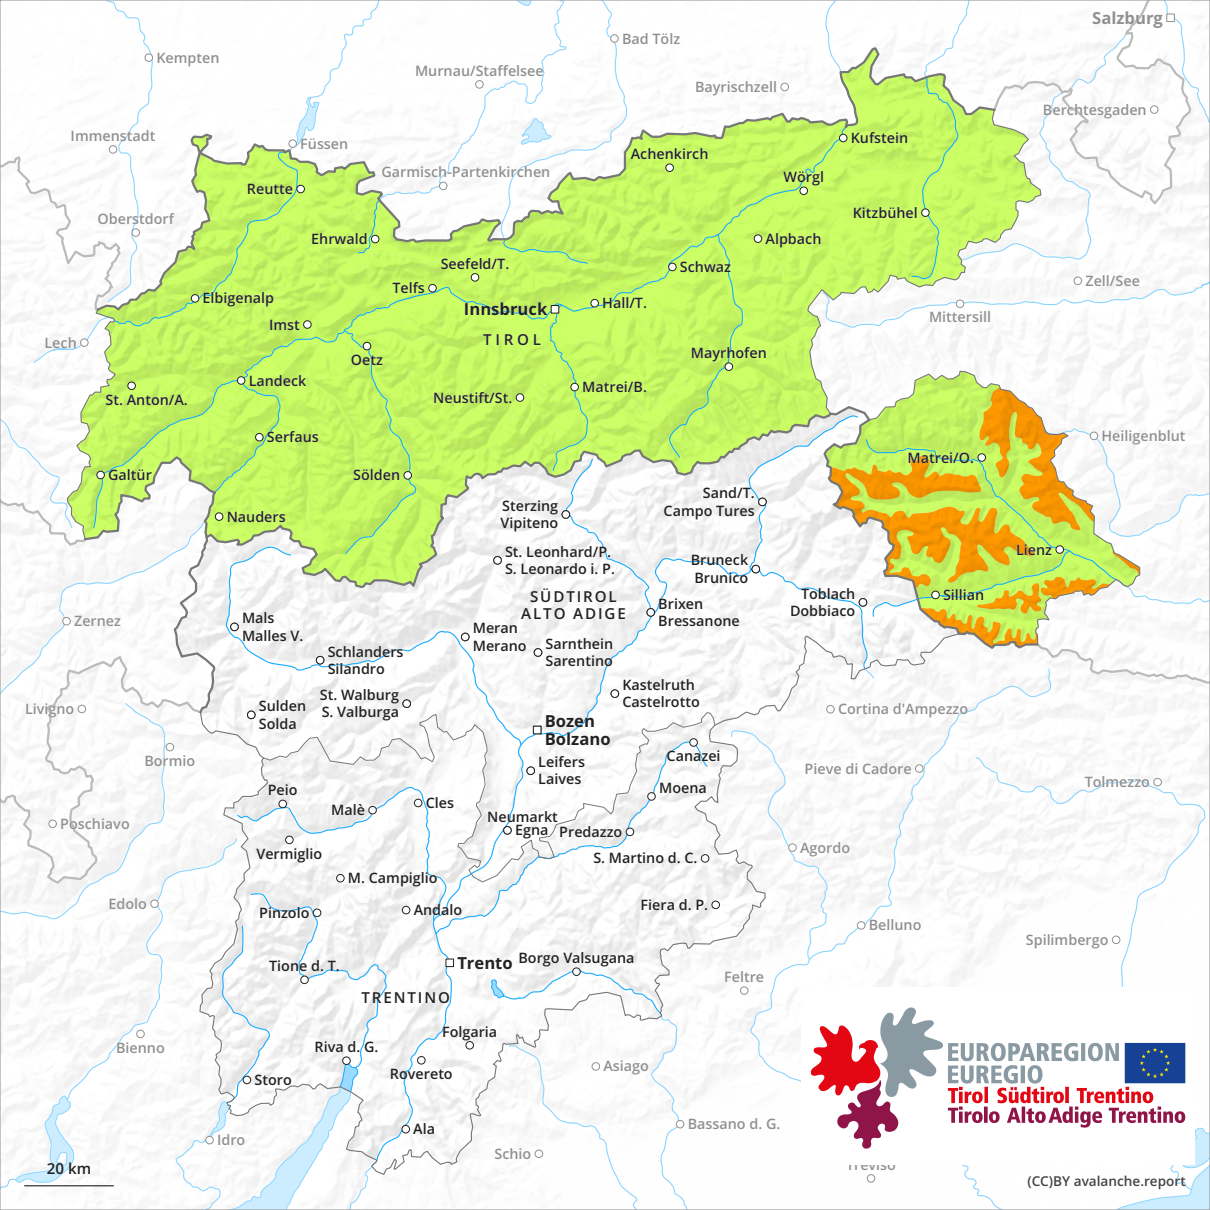 Salzburg
Bad Tölz
Kempten
Murnau/Staffelsee
Bayrischzell
Berchtesgaden
Immenstadt
Füssen
Kufstein
Achenkirch
Garmisch-Partenkirchen
Wörgl
Reutte
Kitzbühel
Oberstdorf
Ehrwald
Alpbach
Seefeld/T.
Schwaz
Zell/See
Telfs
Elbigenalp
Hall/T.
Innsbruck
Mittersill
Imst
TIROL
Lech
Oetz
Mayrhofen
Landeck
Matrei/B.
St. Anton/A.
Neustift/St.
Serfaus
Heiligenblut
Matrei/O.
Galtür
Sölden
Sand/T.
Campo Tures
Sterzing
Vipiteno
Nauders
Lienz
St. Leonhard/P.
S. Leonardo i. P.
Bruneck
Brunico
SÜDTIROL
ALTO ADIGE
Toblach
Dobbiaco
Sillian
Brixen
Bressanone
Zernez
Mals
Malles V.
Meran
Merano
Sarnthein
Sarentino
Schlanders
Silandro
Kastelruth
Castelrotto
St. Walburg
S. Valburga
Livigno
Sulden
Solda
Cortina d'Ampezzo
Bozen
Bolzano
Bormio
Canazei
Leifers
Laives
Pieve di Cadore
Tolmezzo
Peio
Moena
Malè
Cles
Neumarkt
Egna
Poschiavo
Predazzo
Vermiglio
Agordo
S. Martino d. C.
M. Campiglio
Edolo
Pinzolo
Andalo
Fiera d. P.
Belluno
Spilimbergo
Trento
Borgo Valsugana
Tione d. T.
Feltre
TRENTINO
Folgaria
Bienno
Riva d. G.
EUROPAREGION
EUREGIO
Tirol Südtirol Trentino
Tirolo Alto Adige Trentino
Asiago
Rovereto
Storo
Ala
Bassano d. G.
Idro
Schio
Treviso
20 km
(CC)BY avalanche.report